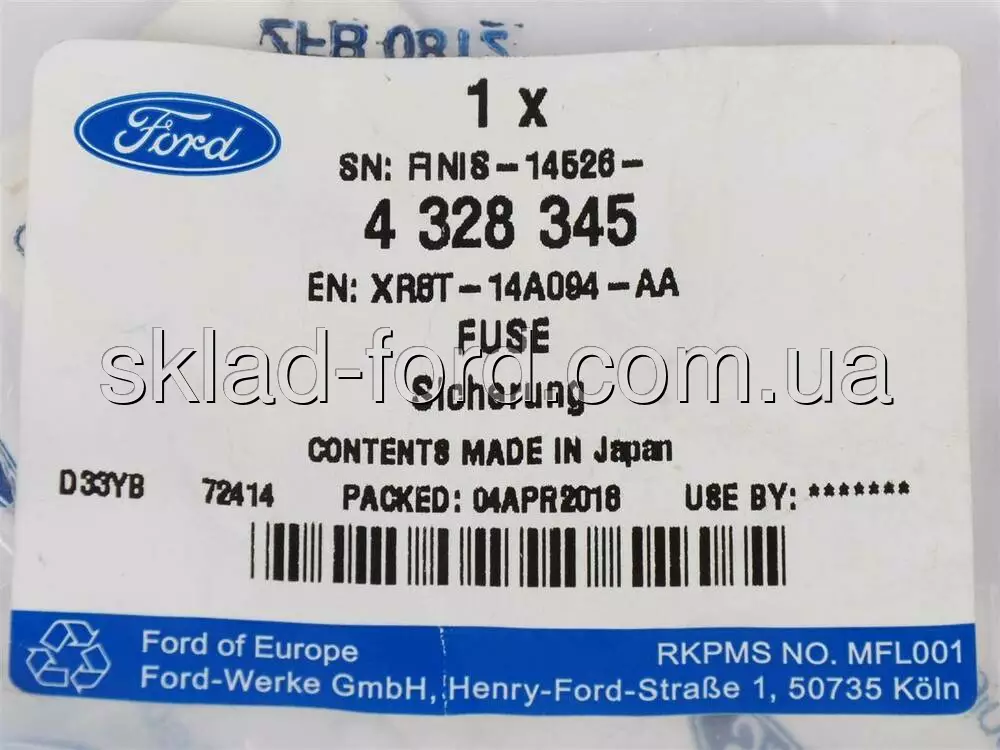 1 x
Ford
SN: FINIS-14526-
4 328 345
EN: XR8T-14A094-AA
FUSE
sklad-ford.com.ua
Sicherung
CONTENTS MADE IN Japan
D33YB 72414 PACKED: 04APR2018 USE BY: *******
Ford of Europe
Ford-Werke GmbH, Henry-Ford-Straße 1, 50735 Köln
RKPMS NO. MFL001